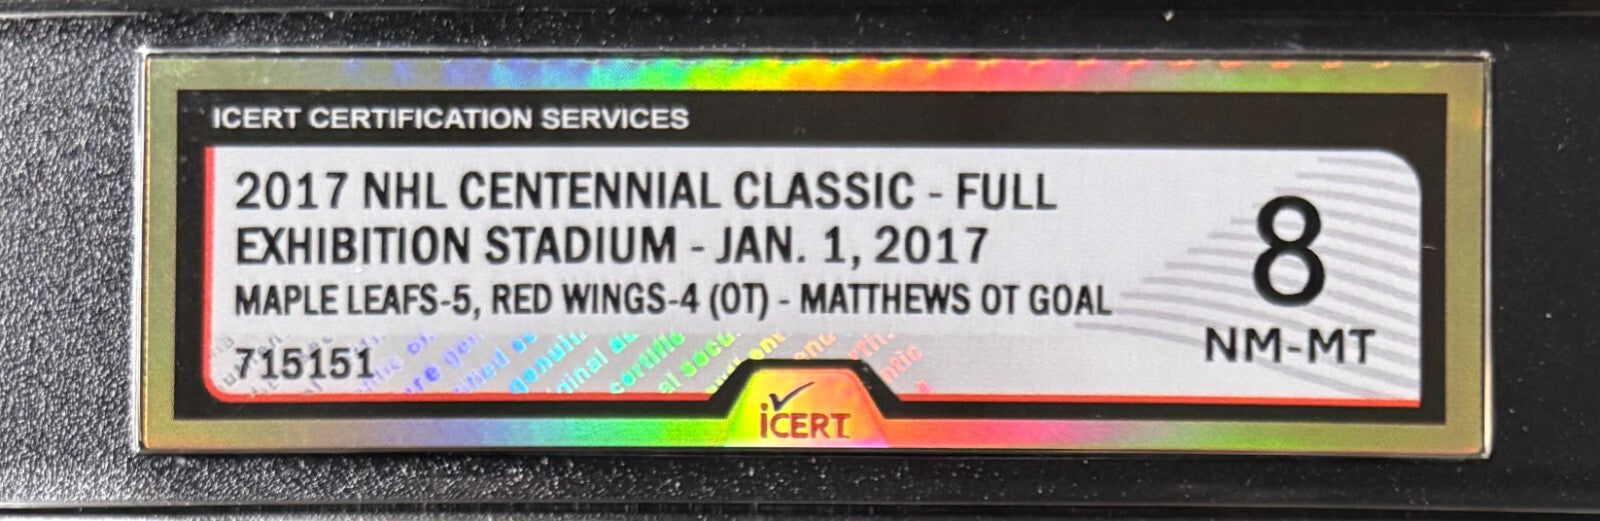 ICERT CERTIFICATION SERVICES
2017 NHL CENTENNIAL CLASSIC - FULL
EXHIBITION STADIUM - JAN. 1, 2017
MAPLE LEAFS-5, RED WINGS-4 (OT) - MATTHEWS OT GOAL
715151
8
NM-MT
iCERT